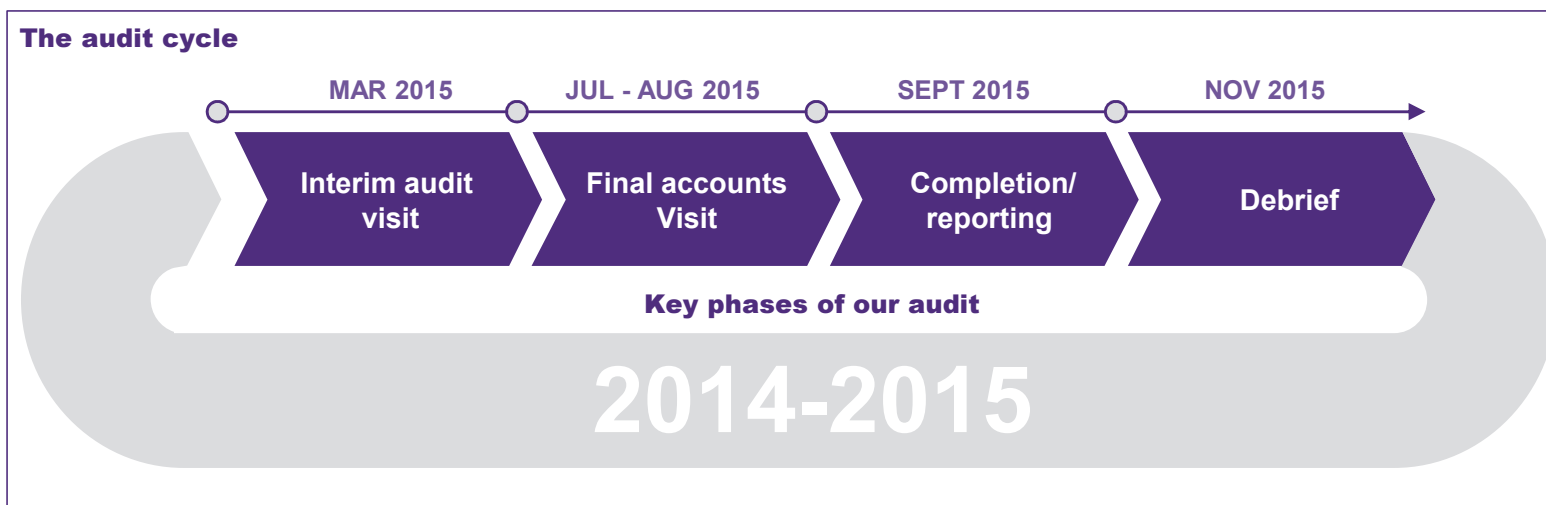 The audit cycle
MAR 2015
JUL - AUG 2015
SEPT 2015
NOV 2015
Interim audit
visit
Final accounts
Visit
Completion/
reporting
Debrief
Key phases of our audit
2014-2015